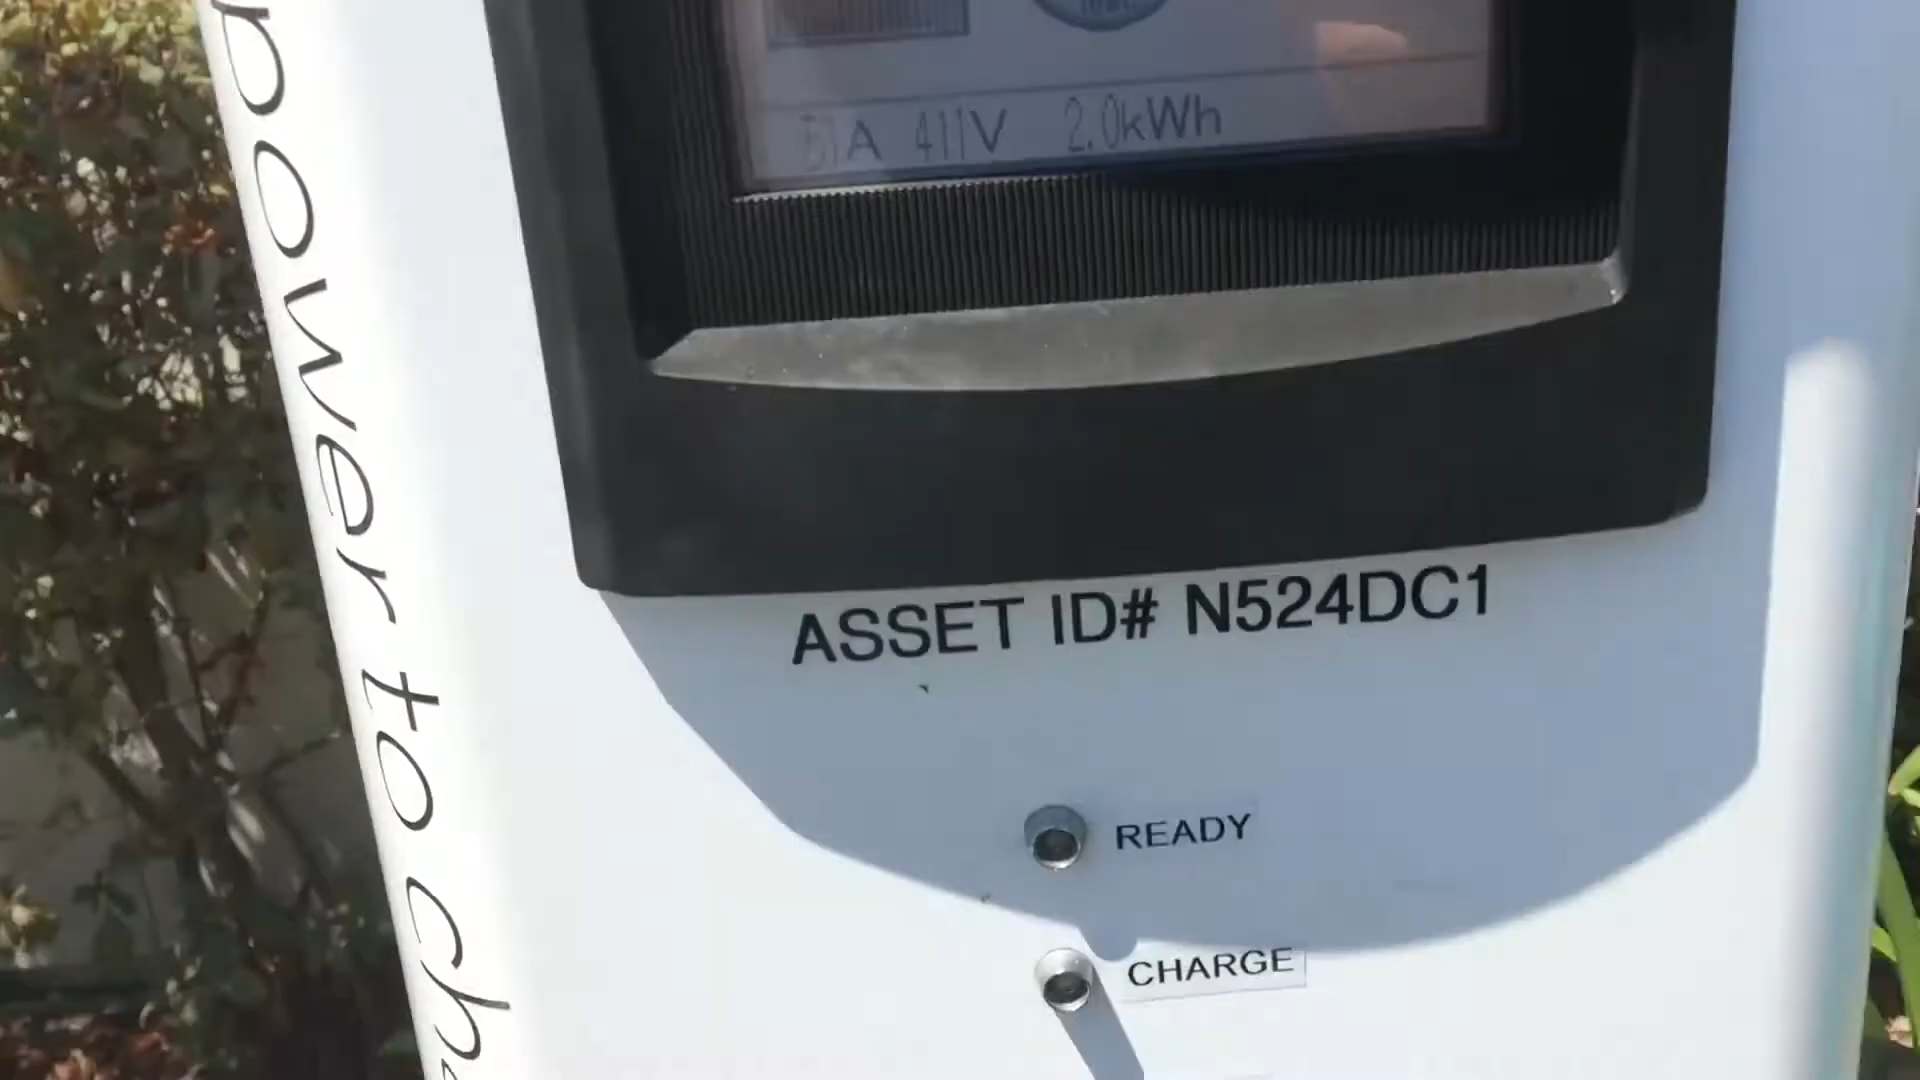 51A 411V 2.0kWh
ASSET ID# N524DC1
READY
CHARGE
power to ch